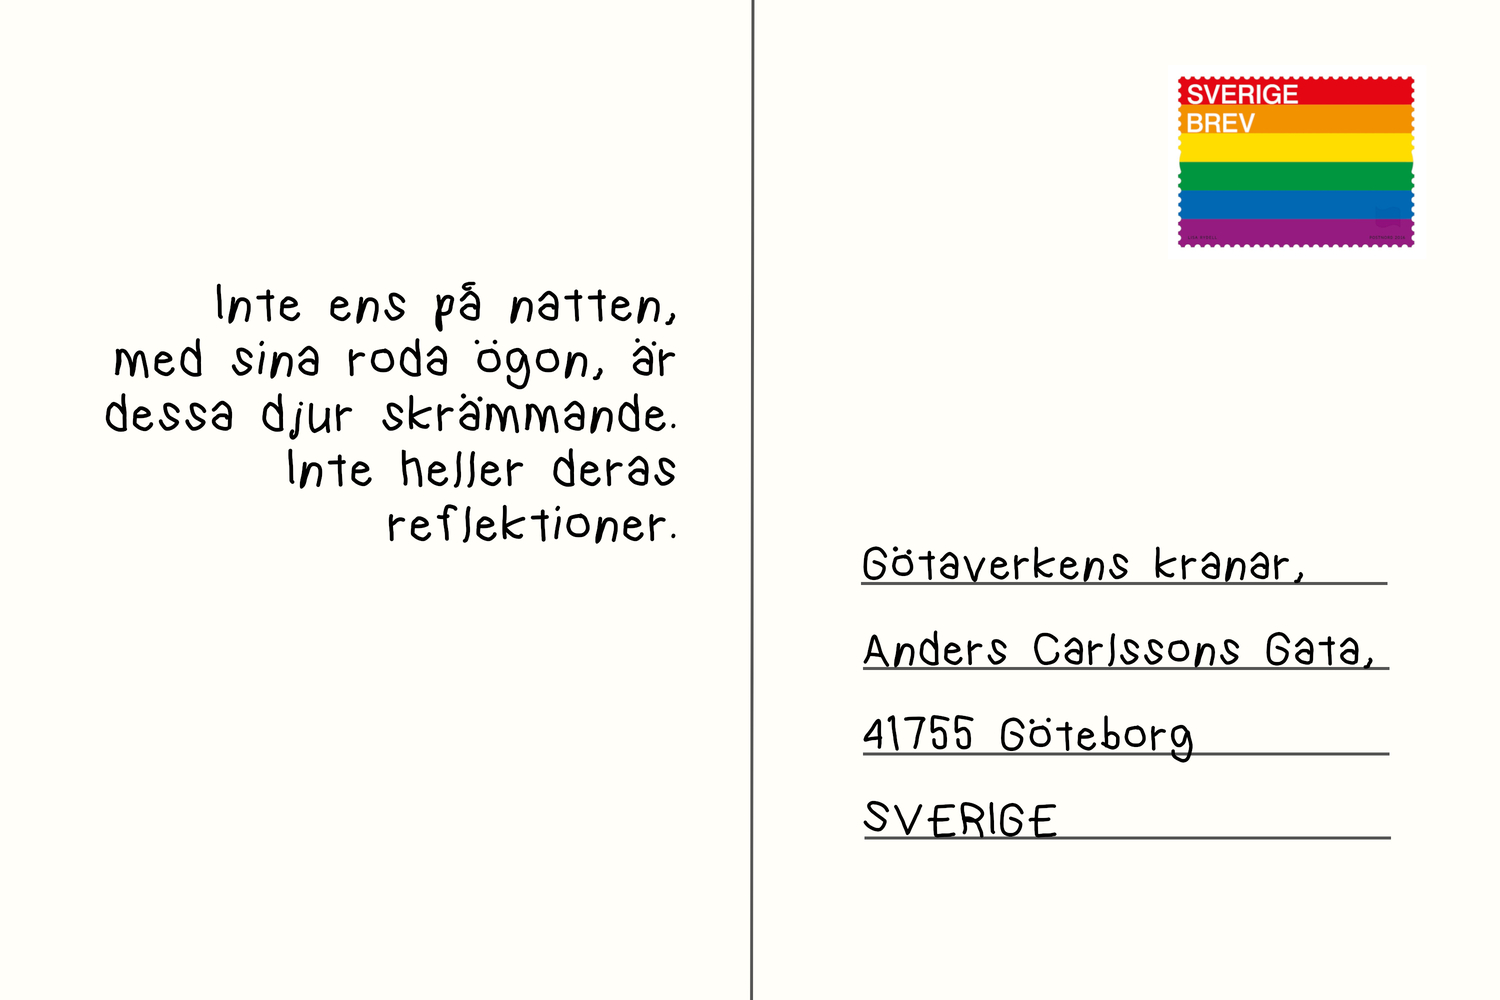 SVERIGE
BREV
Inte ens på natten,
med sina roda ögon, är
dessa djur skrämmande.
Inte heller deras
reflektioner.
Götaverkens kranar,
Anders Carlssons Gata,
41755 Göteborg
SVERIGE